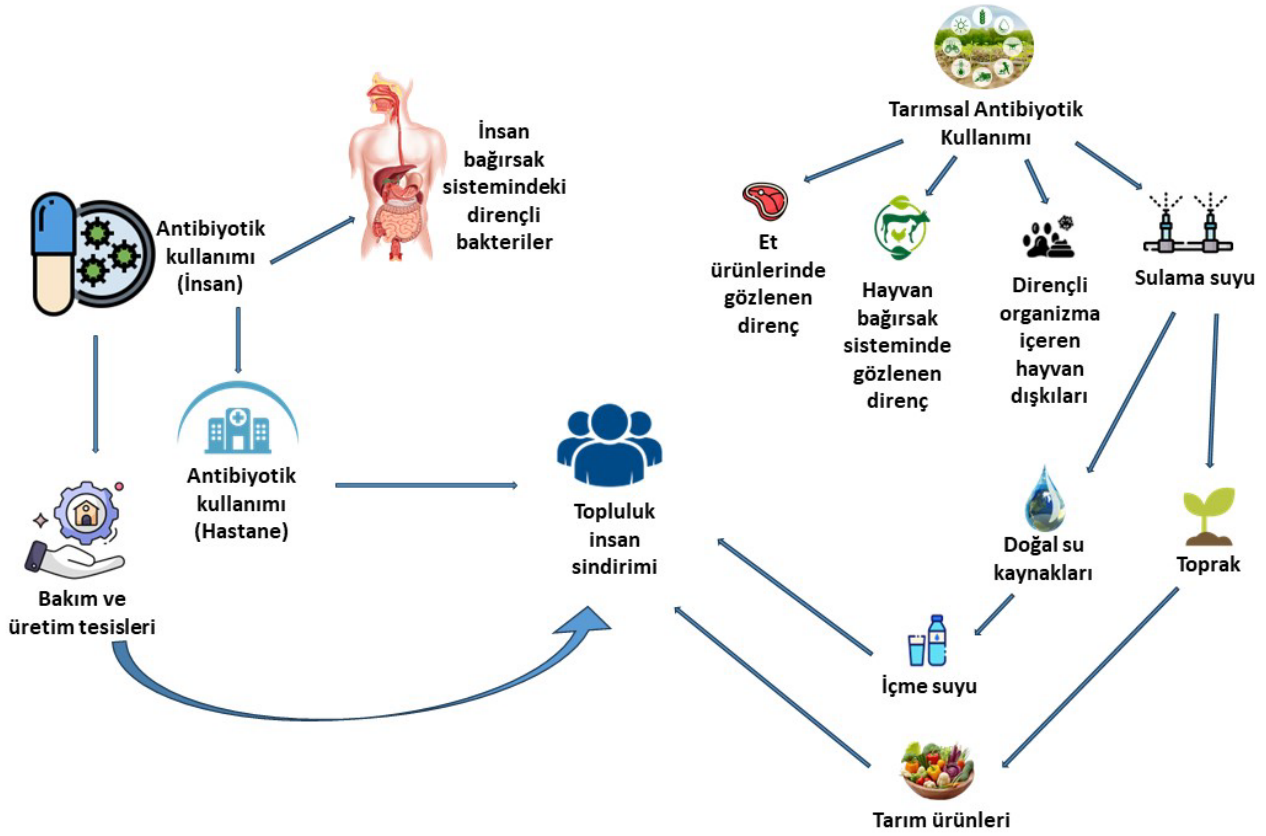 Tarımsal Antibiyotik
Kullanımı
İnsan
bağırsak
sistemindeki
dirençli
bakteriler
Antibiyotik
kullanımı
(İnsan)
Et
ürünlerinde
gözlenen
direnç
Hayvan
bağırsak
sisteminde
gözlenen
direnç
Dirençli
organizma
içeren
hayvan
dışkıları
Sulama suyu
Antibiyotik
kullanımı
(Hastane)
Topluluk
insan
sindirimi
Doğal su
kaynakları
Toprak
Bakım ve
üretim tesisleri
İçme suyu
Tarım ürünleri